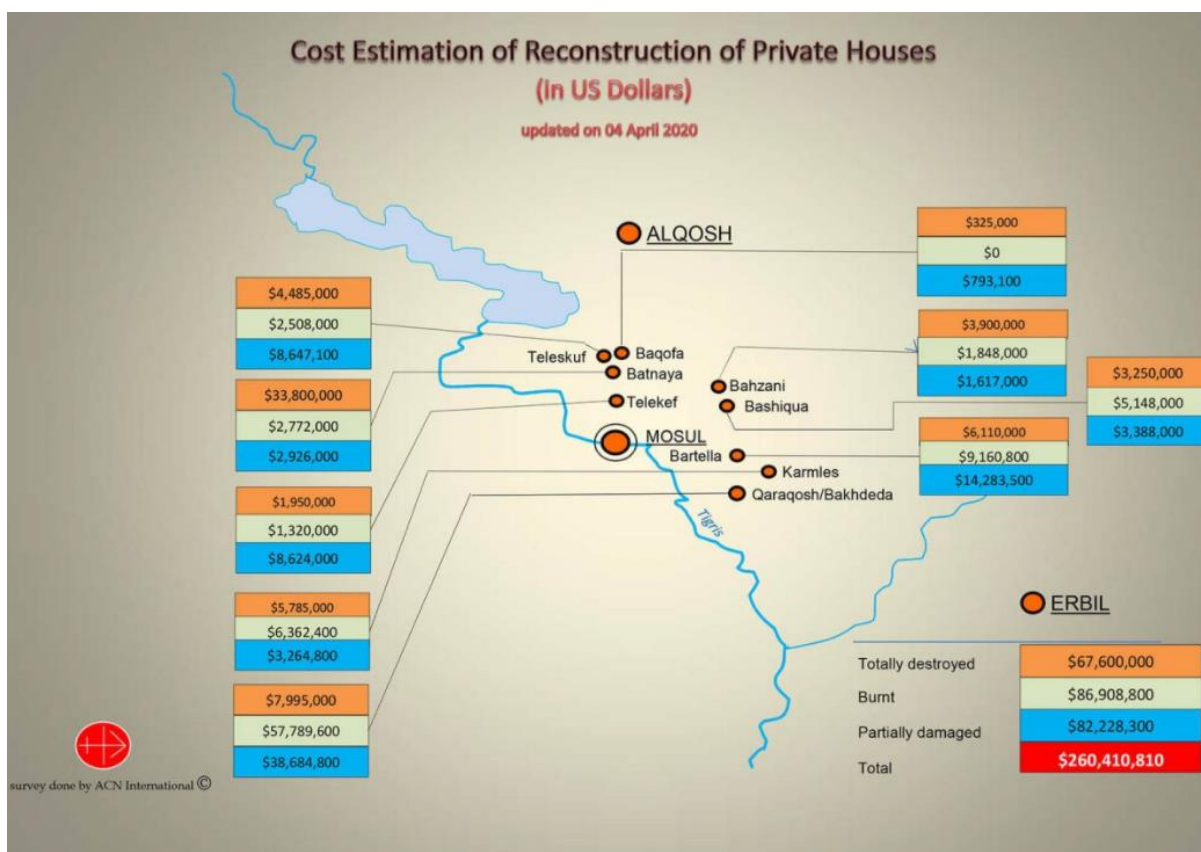 Cost Estimation of Reconstruction of Private Houses
(in US Dollars)
updated on 04 April 2020
ALQOSH
$325,000
$0
$793,100
$4,485,000
$2,508,000
$8,647,100
Teleskuf
Baqofa
Batnaya
Telekef
$3,900,000
$1,848,000
$1,617,000
Bahzani
Bashiqua
$3,250,000
$5,148,000
$3,388,000
$33,800,000
$2,772,000
$2,926,000
MOSUL
Bartella
Karmles
Qaraqosh/Bakhdeda
$6,110,000
$9,160,800
$14,283,500
$1,950,000
$1,320,000
$8,624,000
Tigris
$5,785,000
$6,362,400
$3,264,800
ERBIL
$7,995,000
$57,789,600
$38,684,800
Totally destroyed $67,600,000
Burnt $86,908,800
Partially damaged $82,228,300
Total $260,410,810
survey done by ACN International ©